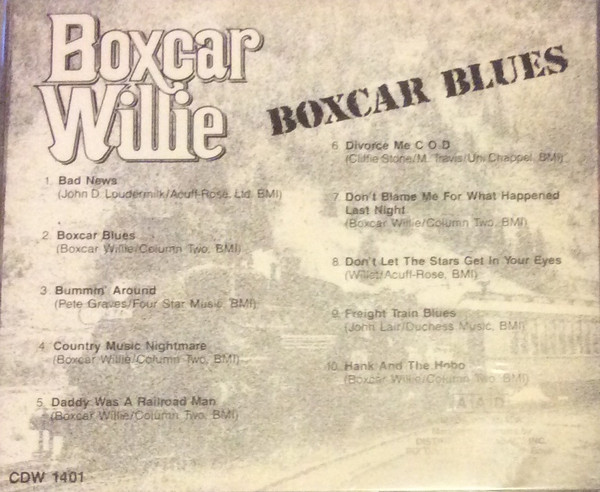 Boxcar
Willie
BOXCAR BLUES
1. Bad News
(John D. Loudermilk/Acuff-Rose, Ltd. BMI)
2. Boxcar Blues
(Boxcar Willie/Column Two, BMI)
3. Bummin' Around
(Pete Graves/Four Star Music, BMI)
4. Country Music Nightmare
(Boxcar Willie/Column Two, BMI)
5. Daddy Was A Railroad Man
(Boxcar Willie/Column Two, BMI)
6. Divorce Me C O D
(Cliffie Stone/M. Travis/Uni Chappel, BMI)
7. Don't Blame Me For What Happened
Last Night
(Boxcar Willie/Column Two, BMI)
8. Don't Let The Stars Get In Your Eyes
(Willet/Acuff-Rose, BMI)
9. Freight Train Blues
(John Lair/Duchess Music, BMI)
10. Hank And The Hobo
(Boxcar Willie/Column Two, BMI)
CDW 1401